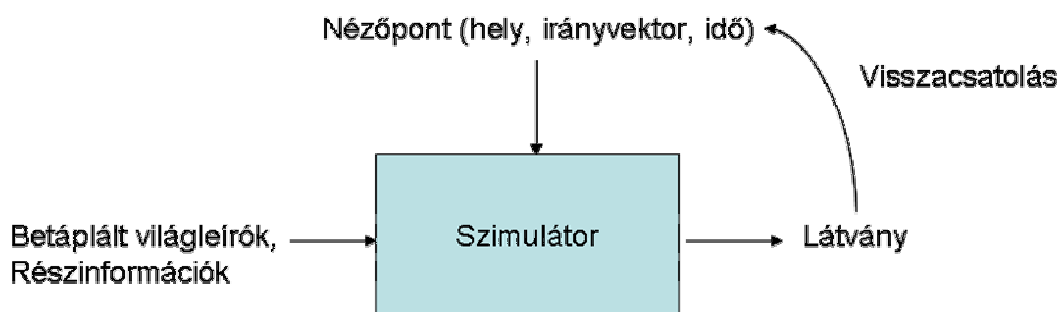 Nézőpont (hely, irányvektor, idő)
Visszacsatolás
Betáplált világleírók,
Részinformációk
Szimulátor
Látvány